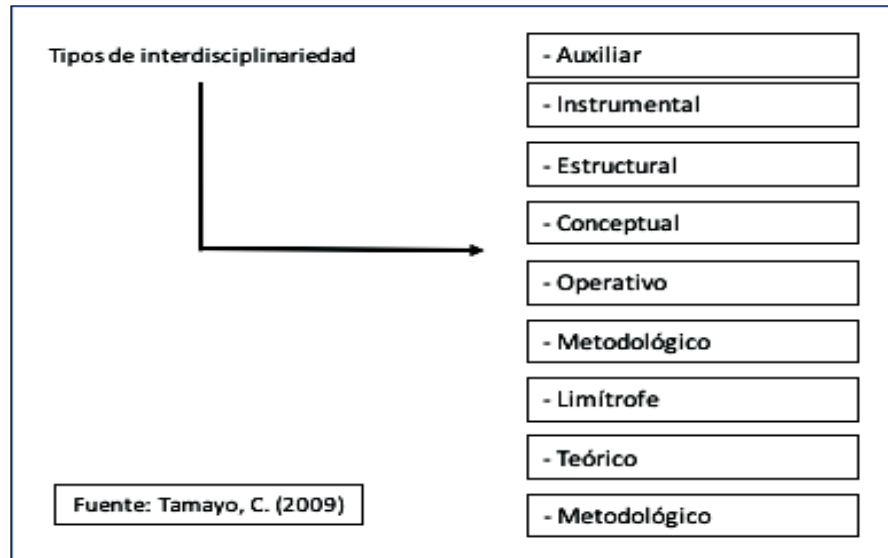 Tipos de interdisciplinariedad
- Auxiliar
- Instrumental
- Estructural
- Conceptual
- Operativo
- Metodológico
- Limítrofe
- Teórico
- Metodológico
Fuente: Tamayo, C. (2009)